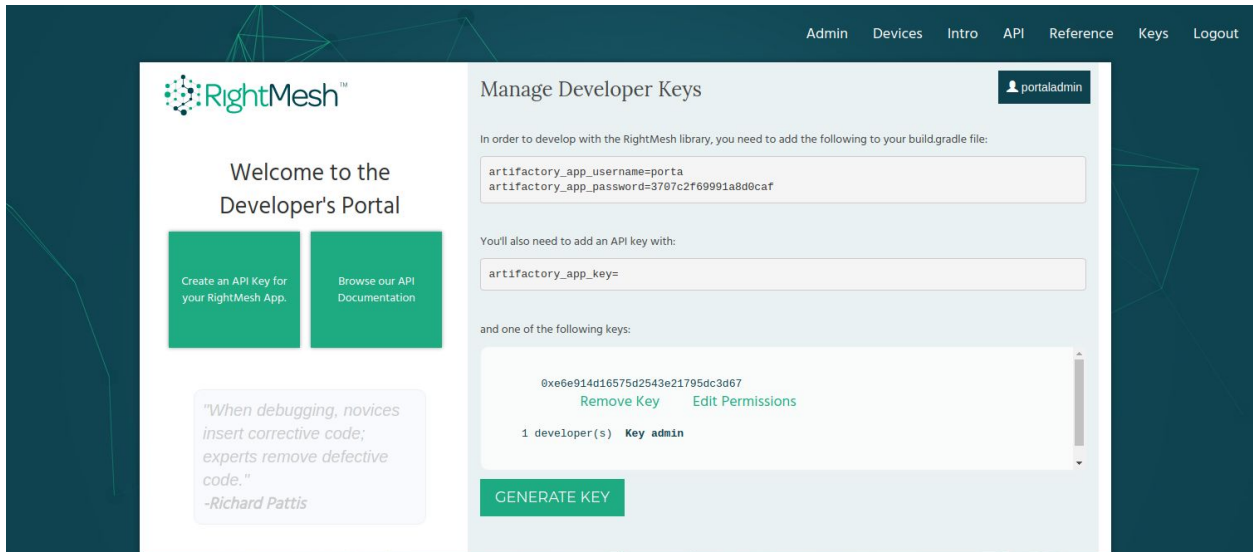 Admin Devices Intro API Reference Keys Logout
RightMesh™
Welcome to the
Developer's Portal
Create an API Key for
your RightMesh App.
Browse our API
Documentation
"When debugging, novices
insert corrective code;
experts remove defective
code."
-Richard Pattis
Manage Developer Keys
portaladmin
In order to develop with the RightMesh library, you need to add the following to your build.gradle file:
artifactory_app_username=porta
artifactory_app_password=3707c2f69991a8d0caf
You'll also need to add an API key with:
artifactory_app_key=
and one of the following keys:
0xe6e914d16575d2543e21795dc3d67
Remove Key Edit Permissions
1 developer(s) Key admin
GENERATE KEY